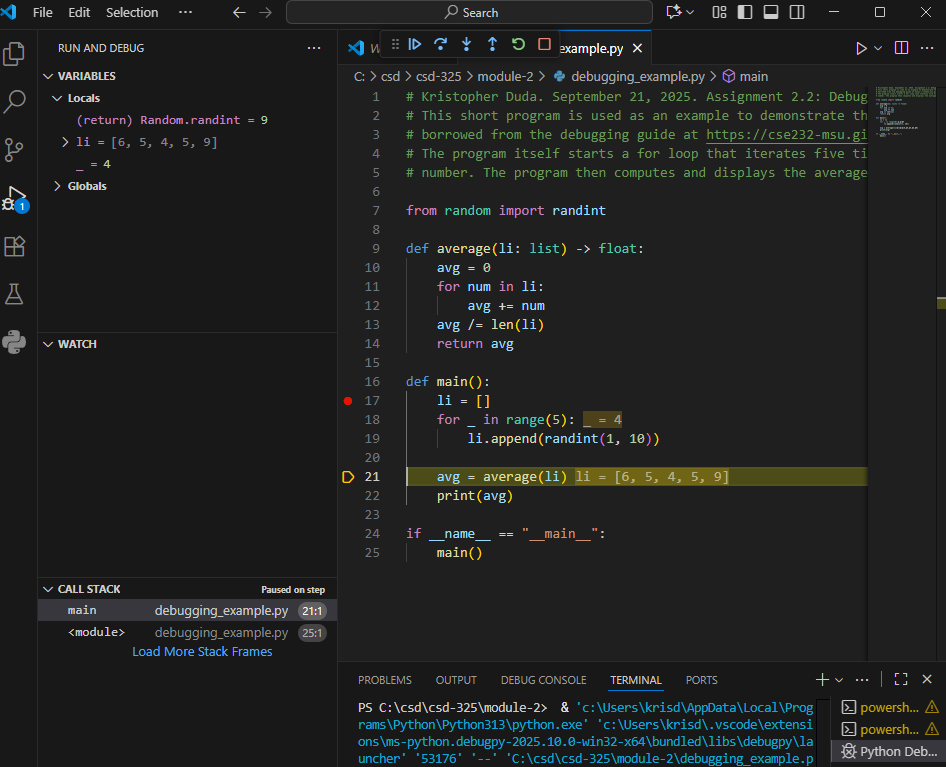 File Edit Selection ··· Search
RUN AND DEBUG ···
VARIABLES
Locals
(return) Random.randint = 9
li = [6, 5, 4, 5, 9]
_ = 4
Globals
WATCH
CALL STACK Paused on step
main debugging_example.py 21:1
<module> debugging_example.py 25:1
Load More Stack Frames
1
example.py
C: > csd > csd-325 > module-2 > debugging_example.py > main
1 # Kristopher Duda. September 21, 2025. Assignment 2.2: Debug
2 # This short program is used as an example to demonstrate th
3 # borrowed from the debugging guide at https://cse232-msu.gi
4 # The program itself starts a for loop that iterates five ti
5 # number. The program then computes and displays the average
6
7 from random import randint
8
9 def average(li: list) -> float:
10 avg = 0
11 for num in li:
12 avg += num
13 avg /= len(li)
14 return avg
15
16 def main():
17 li = []
18 for _ in range(5): _ = 4
19 li.append(randint(1, 10))
20
21 avg = average(li) li = [6, 5, 4, 5, 9]
22 print(avg)
23
24 if __name__ == "__main__":
25 main()
PROBLEMS OUTPUT DEBUG CONSOLE TERMINAL PORTS
PS C:\csd\csd-325\module-2> & 'c:\Users\krisd\AppData\Local\Prog
rams\Python\Python313\python.exe' 'c:\Users\krisd\.vscode\extensi
ons\ms-python.debugpy-2025.10.0-win32-x64\bundled\libs\debugpy\la
uncher' '53176' '--' 'C:\csd\csd-325\module-2\debugging_example.p
powersh...
powersh...
Python Deb...